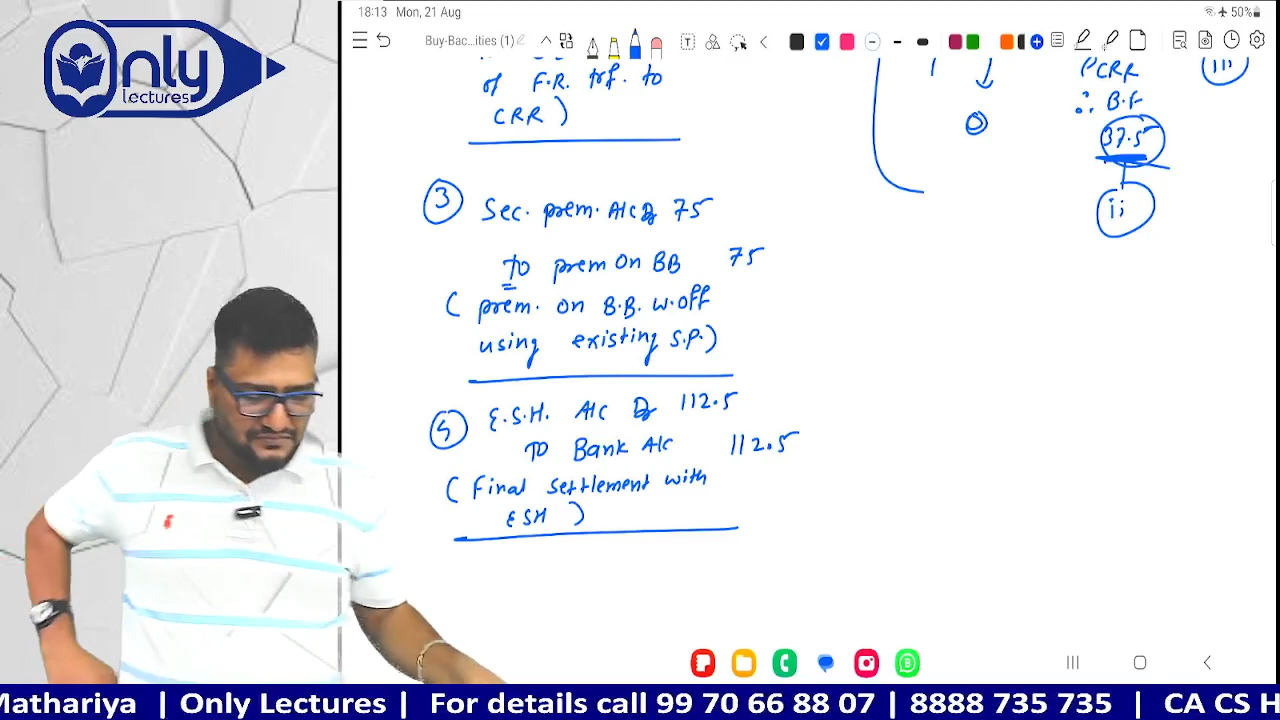 18:13 Mon, 21 Aug
50%
Only
Lectures
Buy-Bac...ities (1)
of F.R. trf. to
CRR )
PCRR
∴ B.F
37.5
ii
iii
③ Sec. prem. A/c Dr 75
To prem on BB 75
( prem. on B.B. w.off
using existing S.P.)
E.S.H. A/c Dr 112.5
To Bank A/c 112.5
( Final Settlement with
ESH )
Mathariya | Only Lectures | For details call 99 70 66 88 07 | 8888 735 735 | CA CS H